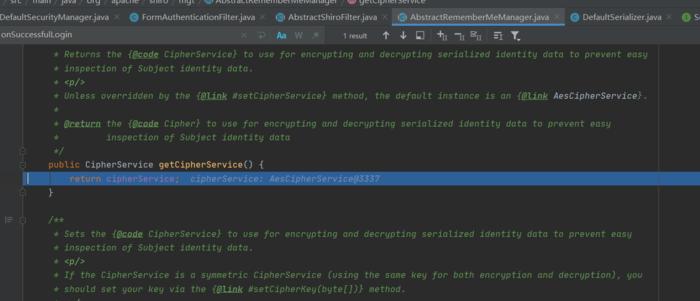 src / main / java / org / apache / shiro / mgt / AbstractRememberMeManager / getCipherService
DefaultSecurityManager.java × FormAuthenticationFilter.java × AbstractShiroFilter.java × AbstractRememberMeManager.java × DefaultSerializer.java ×
onSuccessfulLogin × Aa W .* 1 result
* Returns the {@code CipherService} to use for encrypting and decrypting serialized identity data to prevent easy
* inspection of Subject identity data.
* <p/>
* Unless overridden by the {@link #setCipherService} method, the default instance is an {@link AesCipherService}.
*
* @return the {@code Cipher} to use for encrypting and decrypting serialized identity data to prevent easy
* inspection of Subject identity data
*/
public CipherService getCipherService() {
return cipherService; cipherService: AesCipherService@3337
}
/**
* Sets the {@code CipherService} to use for encrypting and decrypting serialized identity data to prevent easy
* inspection of Subject identity data.
* <p/>
* If the CipherService is a symmetric CipherService (using the same key for both encryption and decryption), you
* should set your key via the {@link #setCipherKey(byte[])} method.